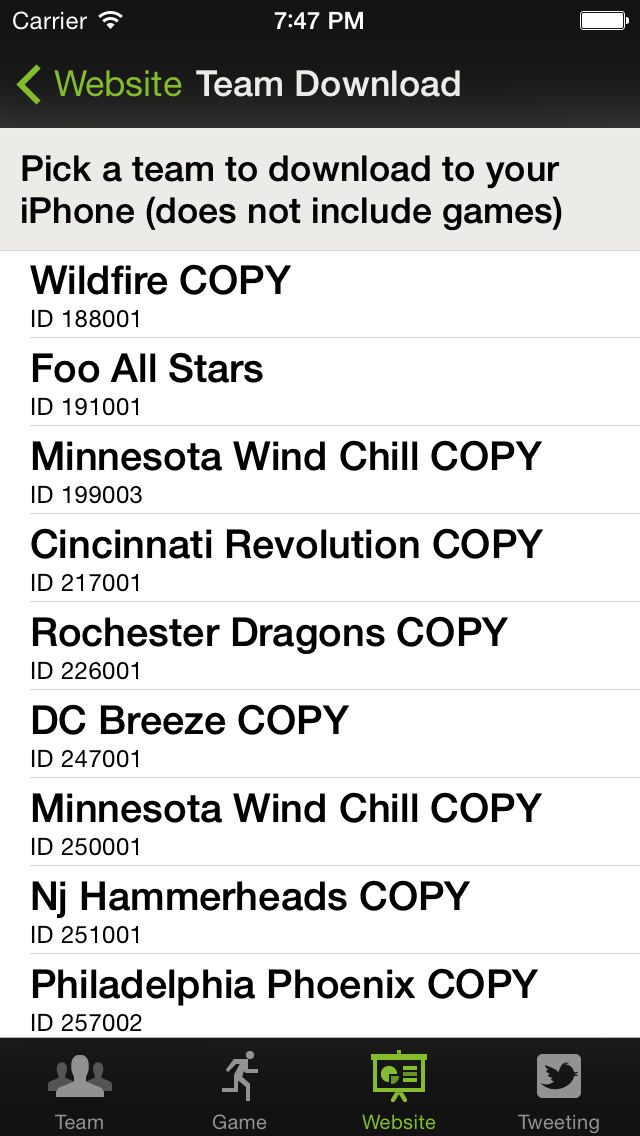 Carrier 7:47 PM
Website Team Download
Pick a team to download to your
iPhone (does not include games)
Wildfire COPY
ID 188001
Foo All Stars
ID 191001
Minnesota Wind Chill COPY
ID 199003
Cincinnati Revolution COPY
ID 217001
Rochester Dragons COPY
ID 226001
DC Breeze COPY
ID 247001
Minnesota Wind Chill COPY
ID 250001
Nj Hammerheads COPY
ID 251001
Philadelphia Phoenix COPY
ID 257002
Team Game Website Tweeting